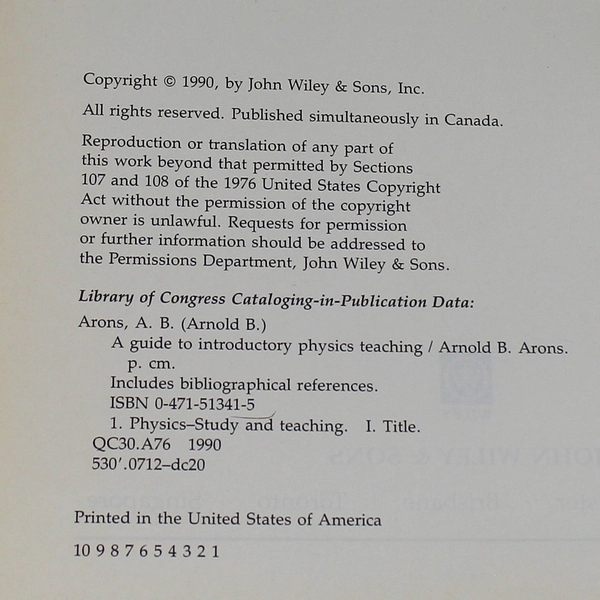 Copyright © 1990, by John Wiley & Sons, Inc.
All rights reserved. Published simultaneously in Canada.
Reproduction or translation of any part of
this work beyond that permitted by Sections
107 and 108 of the 1976 United States Copyright
Act without the permission of the copyright
owner is unlawful. Requests for permission
or further information should be addressed to
the Permissions Department, John Wiley & Sons.
Library of Congress Cataloging-in-Publication Data:
Arons, A. B. (Arnold B.)
A guide to introductory physics teaching / Arnold B. Arons.
p. cm.
Includes bibliographical references.
ISBN 0-471-51341-5
1. Physics–Study and teaching. I. Title.
QC30.A76 1990
530'.0712–dc20
Printed in the United States of America
10 9 8 7 6 5 4 3 2 1